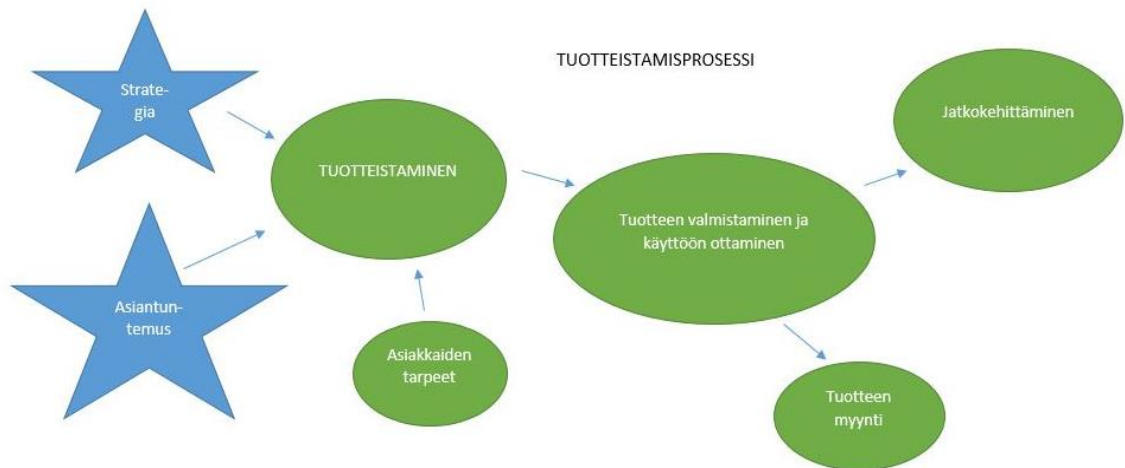 TUOTTEISTAMISPROSESSI
Strate-
gia
Jatkokehittäminen
TUOTTEISTAMINEN
Tuotteen valmistaminen ja
käyttöön ottaminen
Asiantun-
temus
Asiakkaiden
tarpeet
Tuotteen
myynti